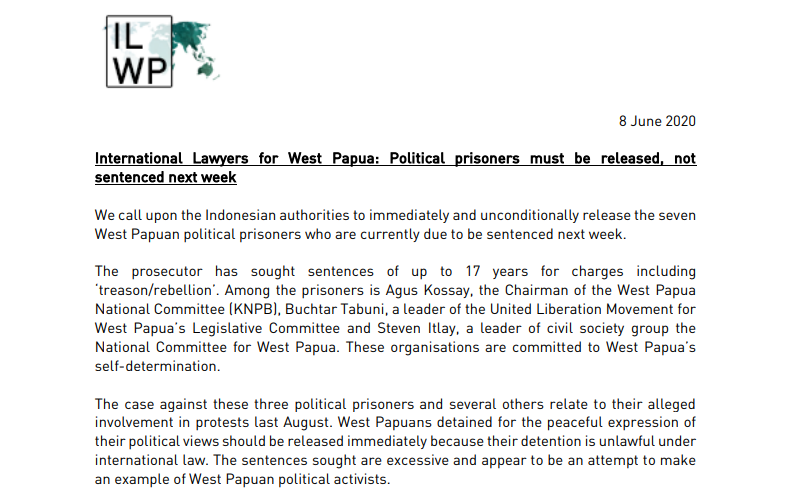 IL
WP
8 June 2020
International Lawyers for West Papua: Political prisoners must be released, not
sentenced next week
We call upon the Indonesian authorities to immediately and unconditionally release the seven
West Papuan political prisoners who are currently due to be sentenced next week.
The prosecutor has sought sentences of up to 17 years for charges including
‘treason/rebellion’. Among the prisoners is Agus Kossay, the Chairman of the West Papua
National Committee (KNPB), Buchtar Tabuni, a leader of the United Liberation Movement for
West Papua’s Legislative Committee and Steven Itlay, a leader of civil society group the
National Committee for West Papua. These organisations are committed to West Papua’s
self-determination.
The case against these three political prisoners and several others relate to their alleged
involvement in protests last August. West Papuans detained for the peaceful expression of
their political views should be released immediately because their detention is unlawful under
international law. The sentences sought are excessive and appear to be an attempt to make
an example of West Papuan political activists.